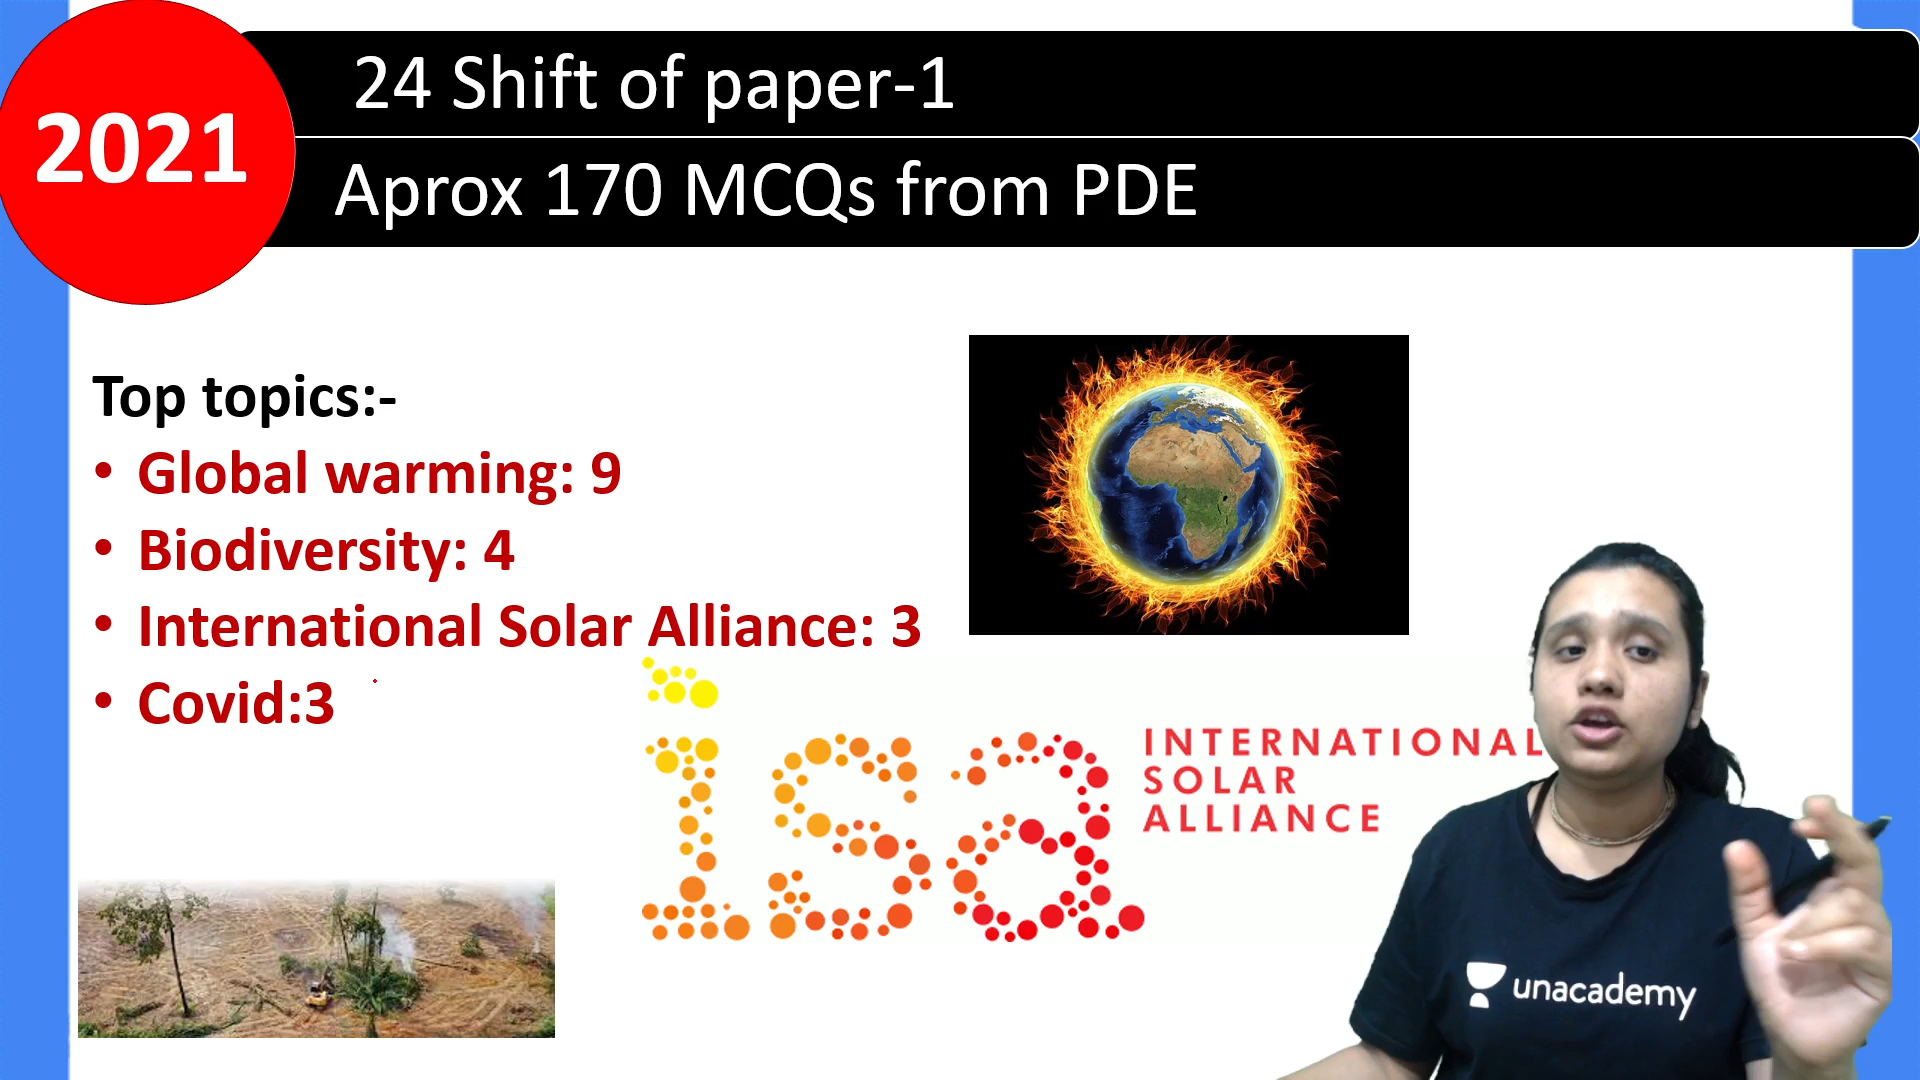 2021
24 Shift of paper-1
Aprox 170 MCQs from PDE
Top topics:-
• Global warming: 9
• Biodiversity: 4
• International Solar Alliance: 3
• Covid:3
isa
INTERNATIONAL
SOLAR
ALLIANCE
unacademy